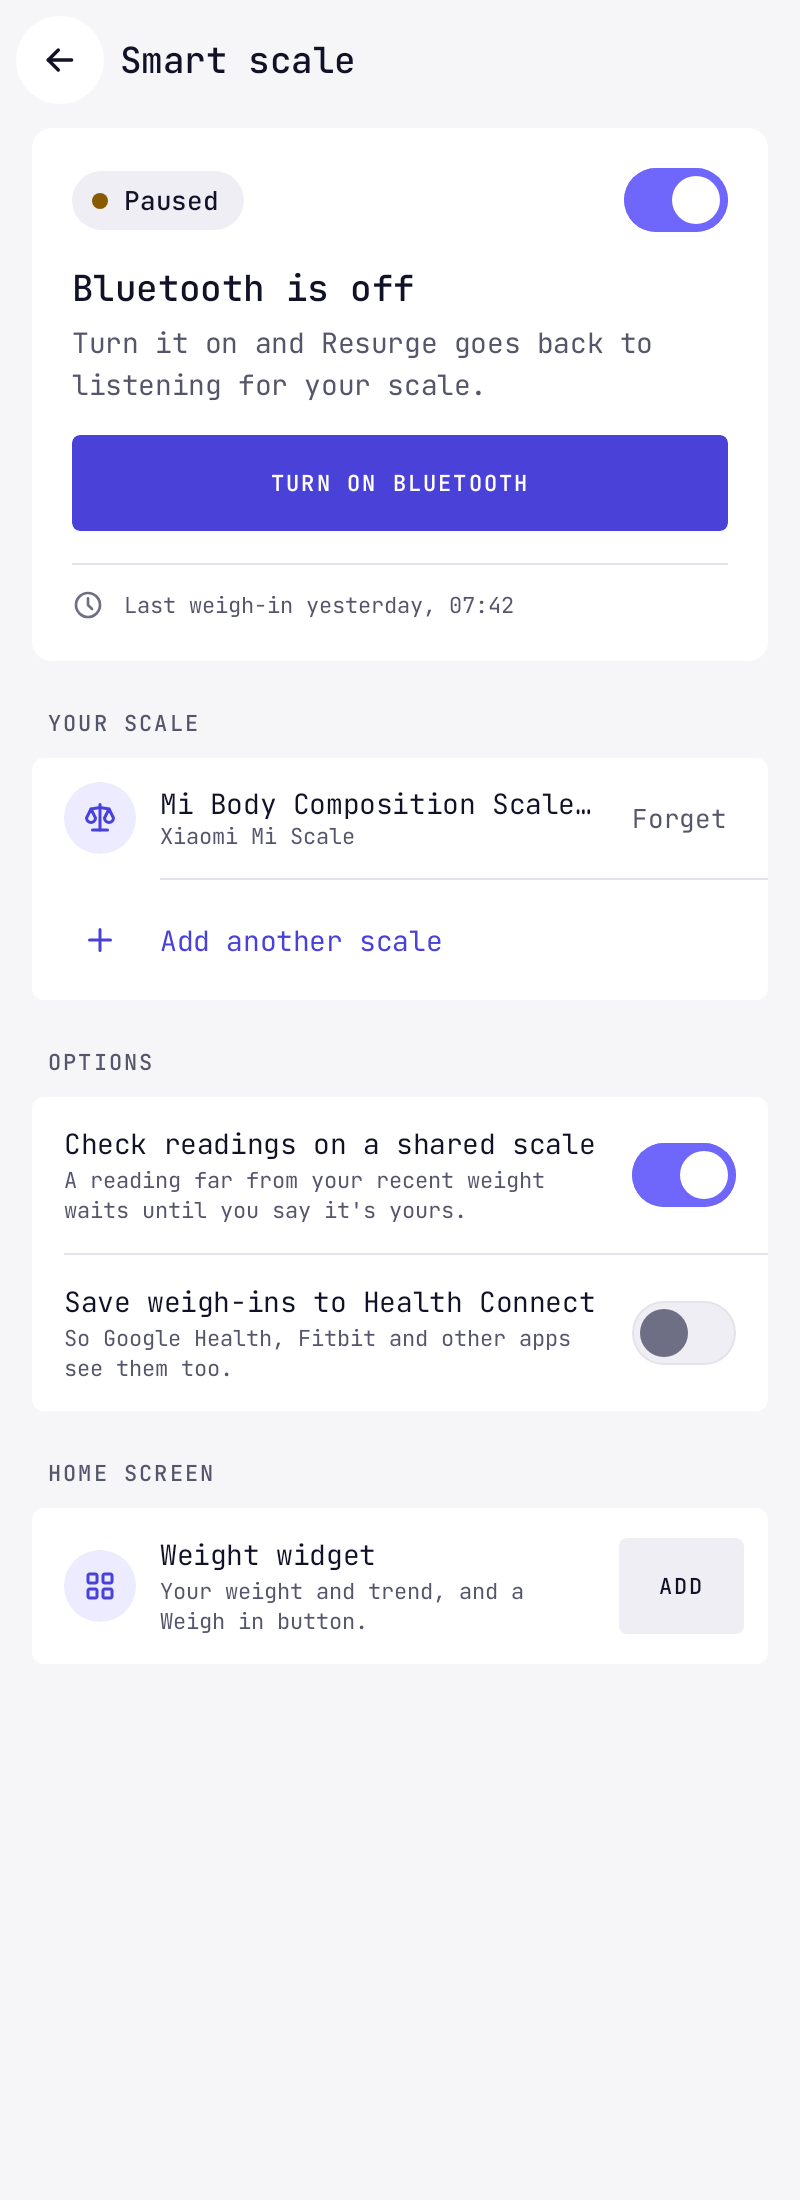 Smart scale
Paused
Bluetooth is off
Turn it on and Resurge goes back to
listening for your scale.
TURN ON BLUETOOTH
Last weigh-in yesterday, 07:42
YOUR SCALE
Mi Body Composition Scale…
Xiaomi Mi Scale
Forget
Add another scale
OPTIONS
Check readings on a shared scale
A reading far from your recent weight
waits until you say it's yours.
Save weigh-ins to Health Connect
So Google Health, Fitbit and other apps
see them too.
HOME SCREEN
Weight widget
Your weight and trend, and a
Weigh in button.
ADD